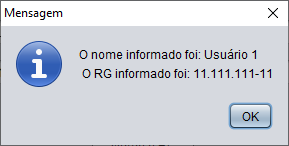 Mensagem
O nome informado foi: Usuário 1
O RG informado foi: 11.111.111-11
OK